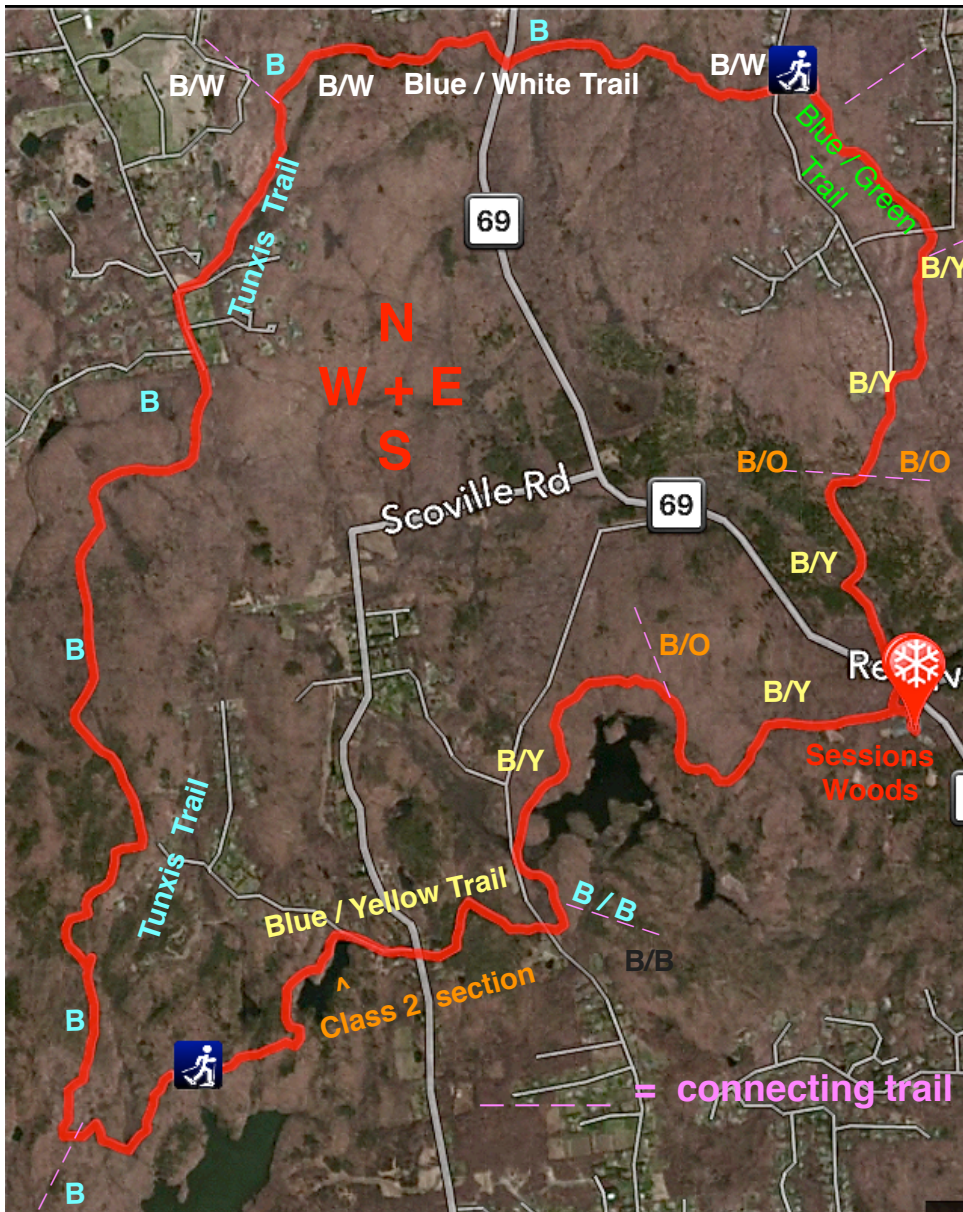 B
B
B/W
B/W
Blue / White Trail
B/W
Blue / Green
Trail
Tunxis Trail
69
B/Y
N
W + E
S
B
B/Y
B/O
B/O
Scoville Rd
69
B/Y
B
B/O
B/Y
Sessions
Woods
B/Y
Tunxis Trail
Blue / Yellow Trail
B / B
B/B
^
Class 2 section
B
= connecting trail
B